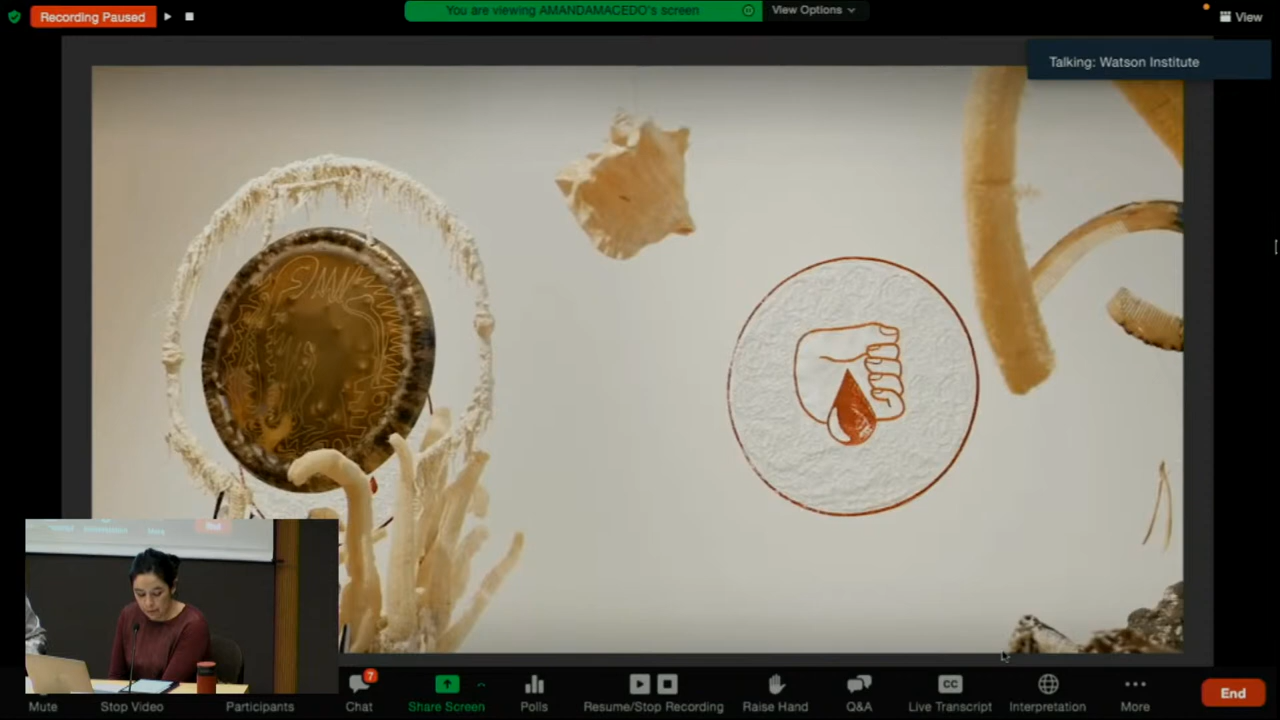 Recording Paused
You are viewing AMANDAMACEDO's screen
View Options
View
Talking: Watson Institute
Mute
Stop Video
Participants
Chat
7
Share Screen
Polls
Resume/Stop Recording
Raise Hand
Q&A
CC
Live Transcript
Interpretation
More
End